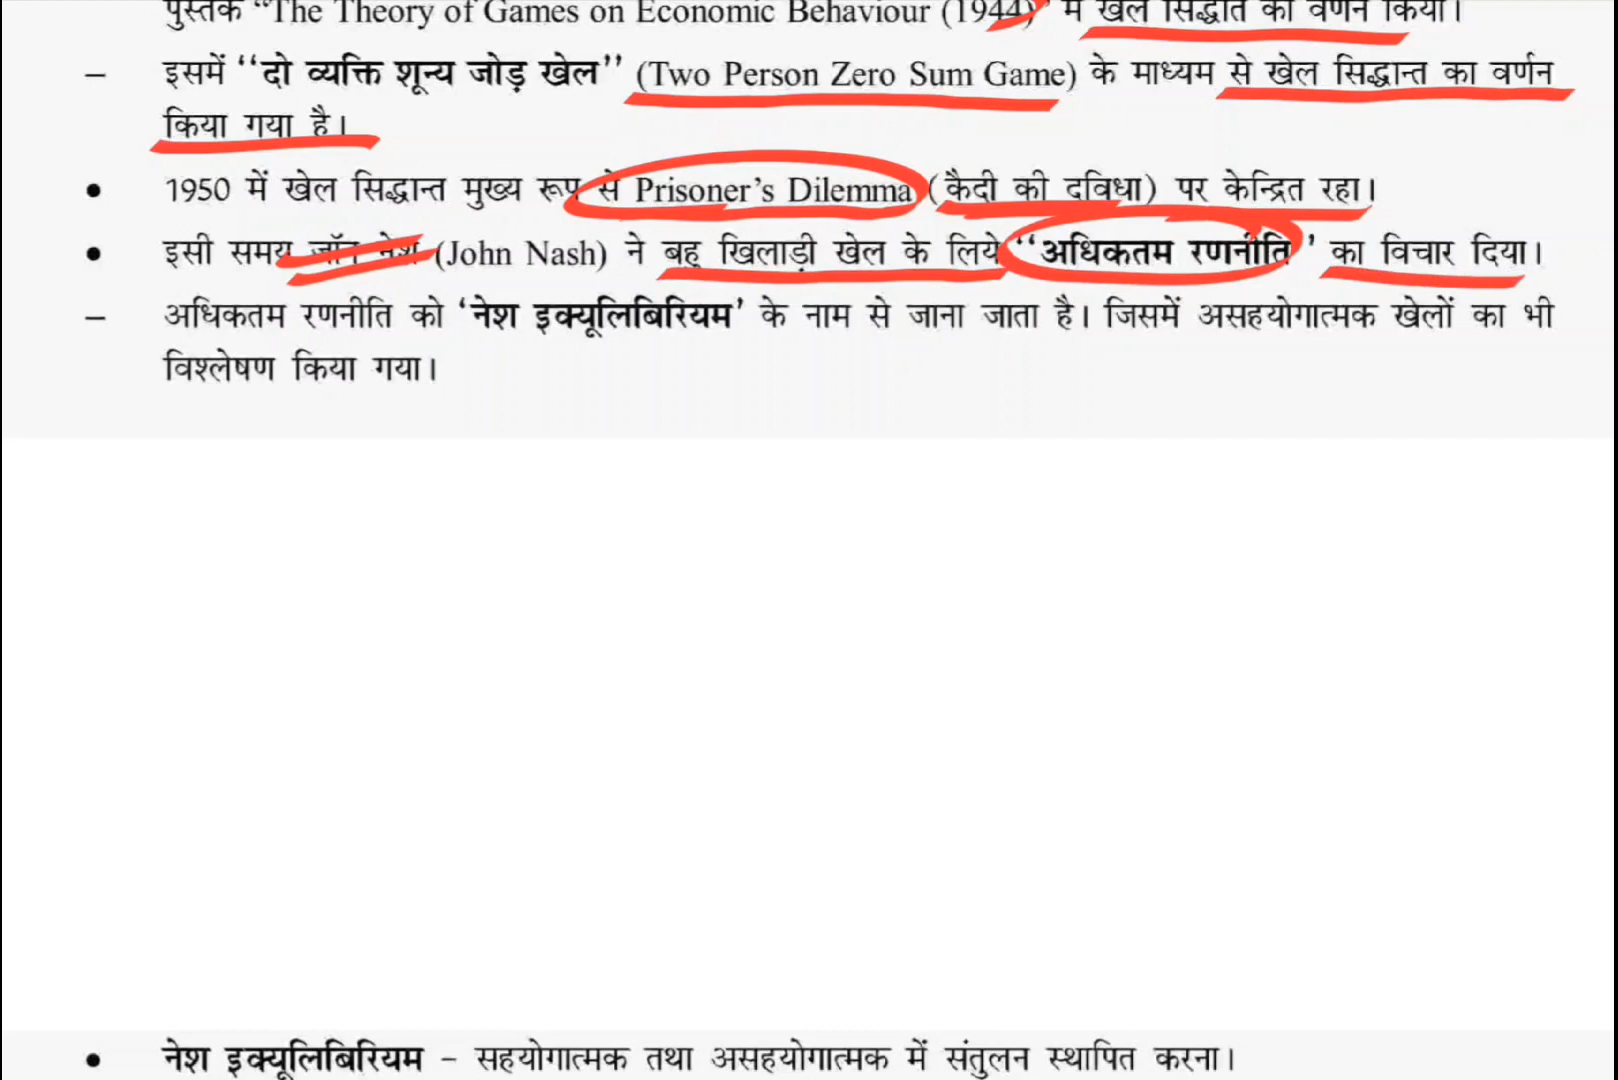 पुस्तक “The Theory of Games on Economic Behaviour (1944)” में खेल सिद्धांत का वर्णन किया।
– इसमें “दो व्यक्ति शून्य जोड़ खेल” (Two Person Zero Sum Game) के माध्यम से खेल सिद्धान्त का वर्णन
किया गया है।
• 1950 में खेल सिद्धान्त मुख्य रूप से Prisoner’s Dilemma (कैदी की दविधा) पर केन्द्रित रहा।
• इसी समय जॉन नेश (John Nash) ने बहु खिलाड़ी खेल के लिये “अधिकतम रणनीति’ का विचार दिया।
– अधिकतम रणनीति को ‘नेश इक्यूलिबिरियम’ के नाम से जाना जाता है। जिसमें असहयोगात्मक खेलों का भी
विश्लेषण किया गया।
• नेश इक्यूलिबिरियम – सहयोगात्मक तथा असहयोगात्मक में संतुलन स्थापित करना।